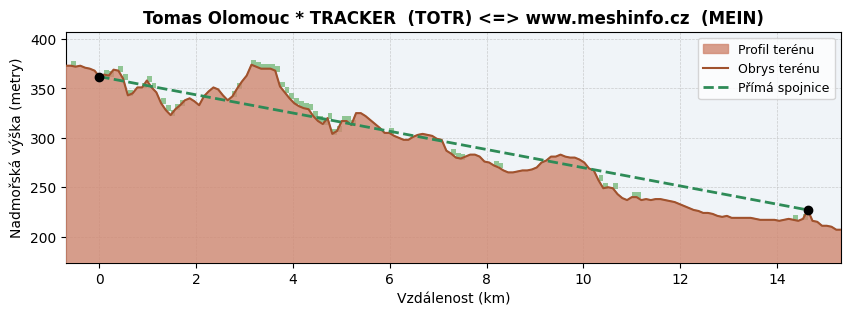 Tomas Olomouc * TRACKER (TOTR) <=> www.meshinfo.cz (MEIN)
Nadmořská výška (metry)
400
350
300
250
200
Profil terénu
Obrys terénu
Přímá spojnice
0 2 4 6 8 10 12 14
Vzdálenost (km)